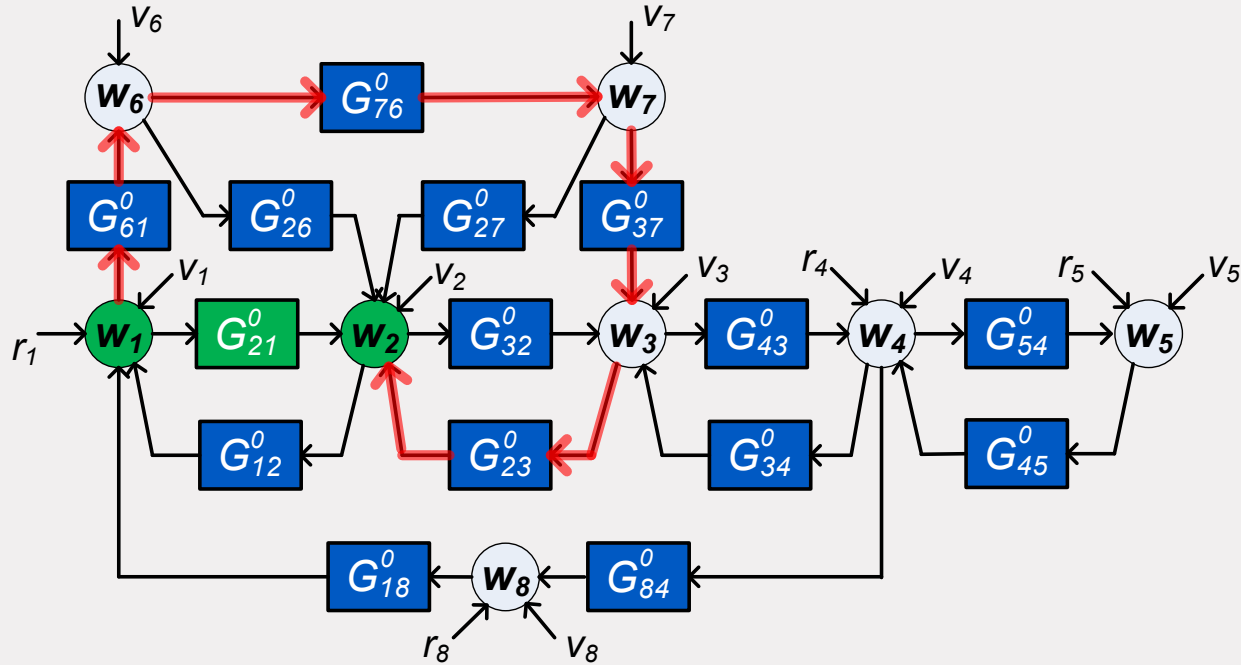 v6 v7
w6 G⁰76 w7
G⁰61 G⁰26 G⁰27 G⁰37
v1 v2 v3 r4 v4 r5 v5
r1 w1 G⁰21 w2 G⁰32 w3 G⁰43 w4 G⁰54 w5
G⁰12 G⁰23 G⁰34 G⁰45
G⁰18 w8 G⁰84
r8 v8